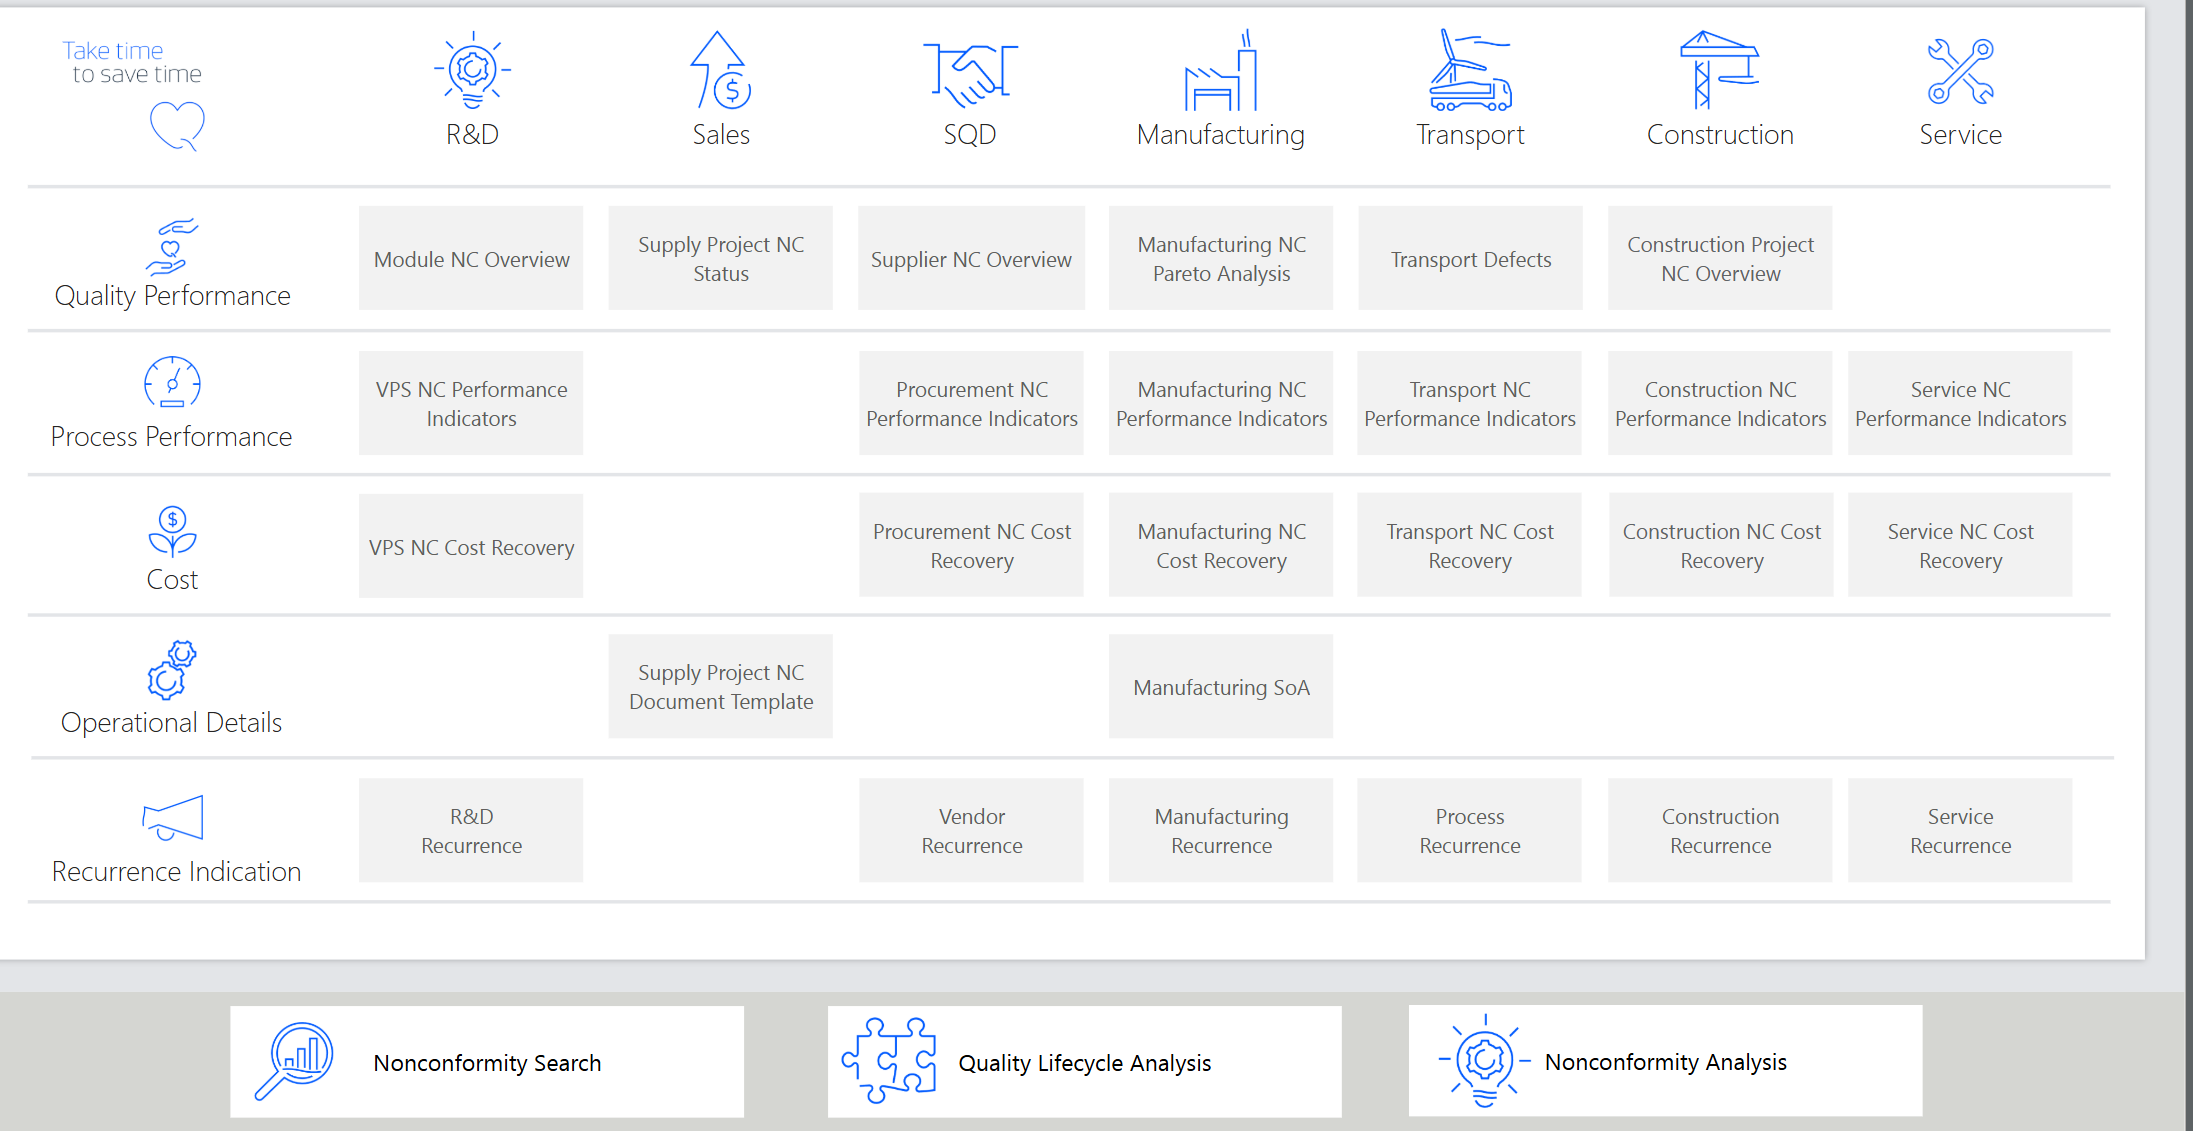 Take time
to save time
R&D
Sales
SQD
Manufacturing
Transport
Construction
Service
Quality Performance
Module NC Overview
Supply Project NC
Status
Supplier NC Overview
Manufacturing NC
Pareto Analysis
Transport Defects
Construction Project
NC Overview
Process Performance
VPS NC Performance
Indicators
Procurement NC
Performance Indicators
Manufacturing NC
Performance Indicators
Transport NC
Performance Indicators
Construction NC
Performance Indicators
Service NC
Performance Indicators
Cost
VPS NC Cost Recovery
Procurement NC Cost
Recovery
Manufacturing NC
Cost Recovery
Transport NC Cost
Recovery
Construction NC Cost
Recovery
Service NC Cost
Recovery
Operational Details
Supply Project NC
Document Template
Manufacturing SoA
Recurrence Indication
R&D
Recurrence
Vendor
Recurrence
Manufacturing
Recurrence
Process
Recurrence
Construction
Recurrence
Service
Recurrence
Nonconformity Search
Quality Lifecycle Analysis
Nonconformity Analysis